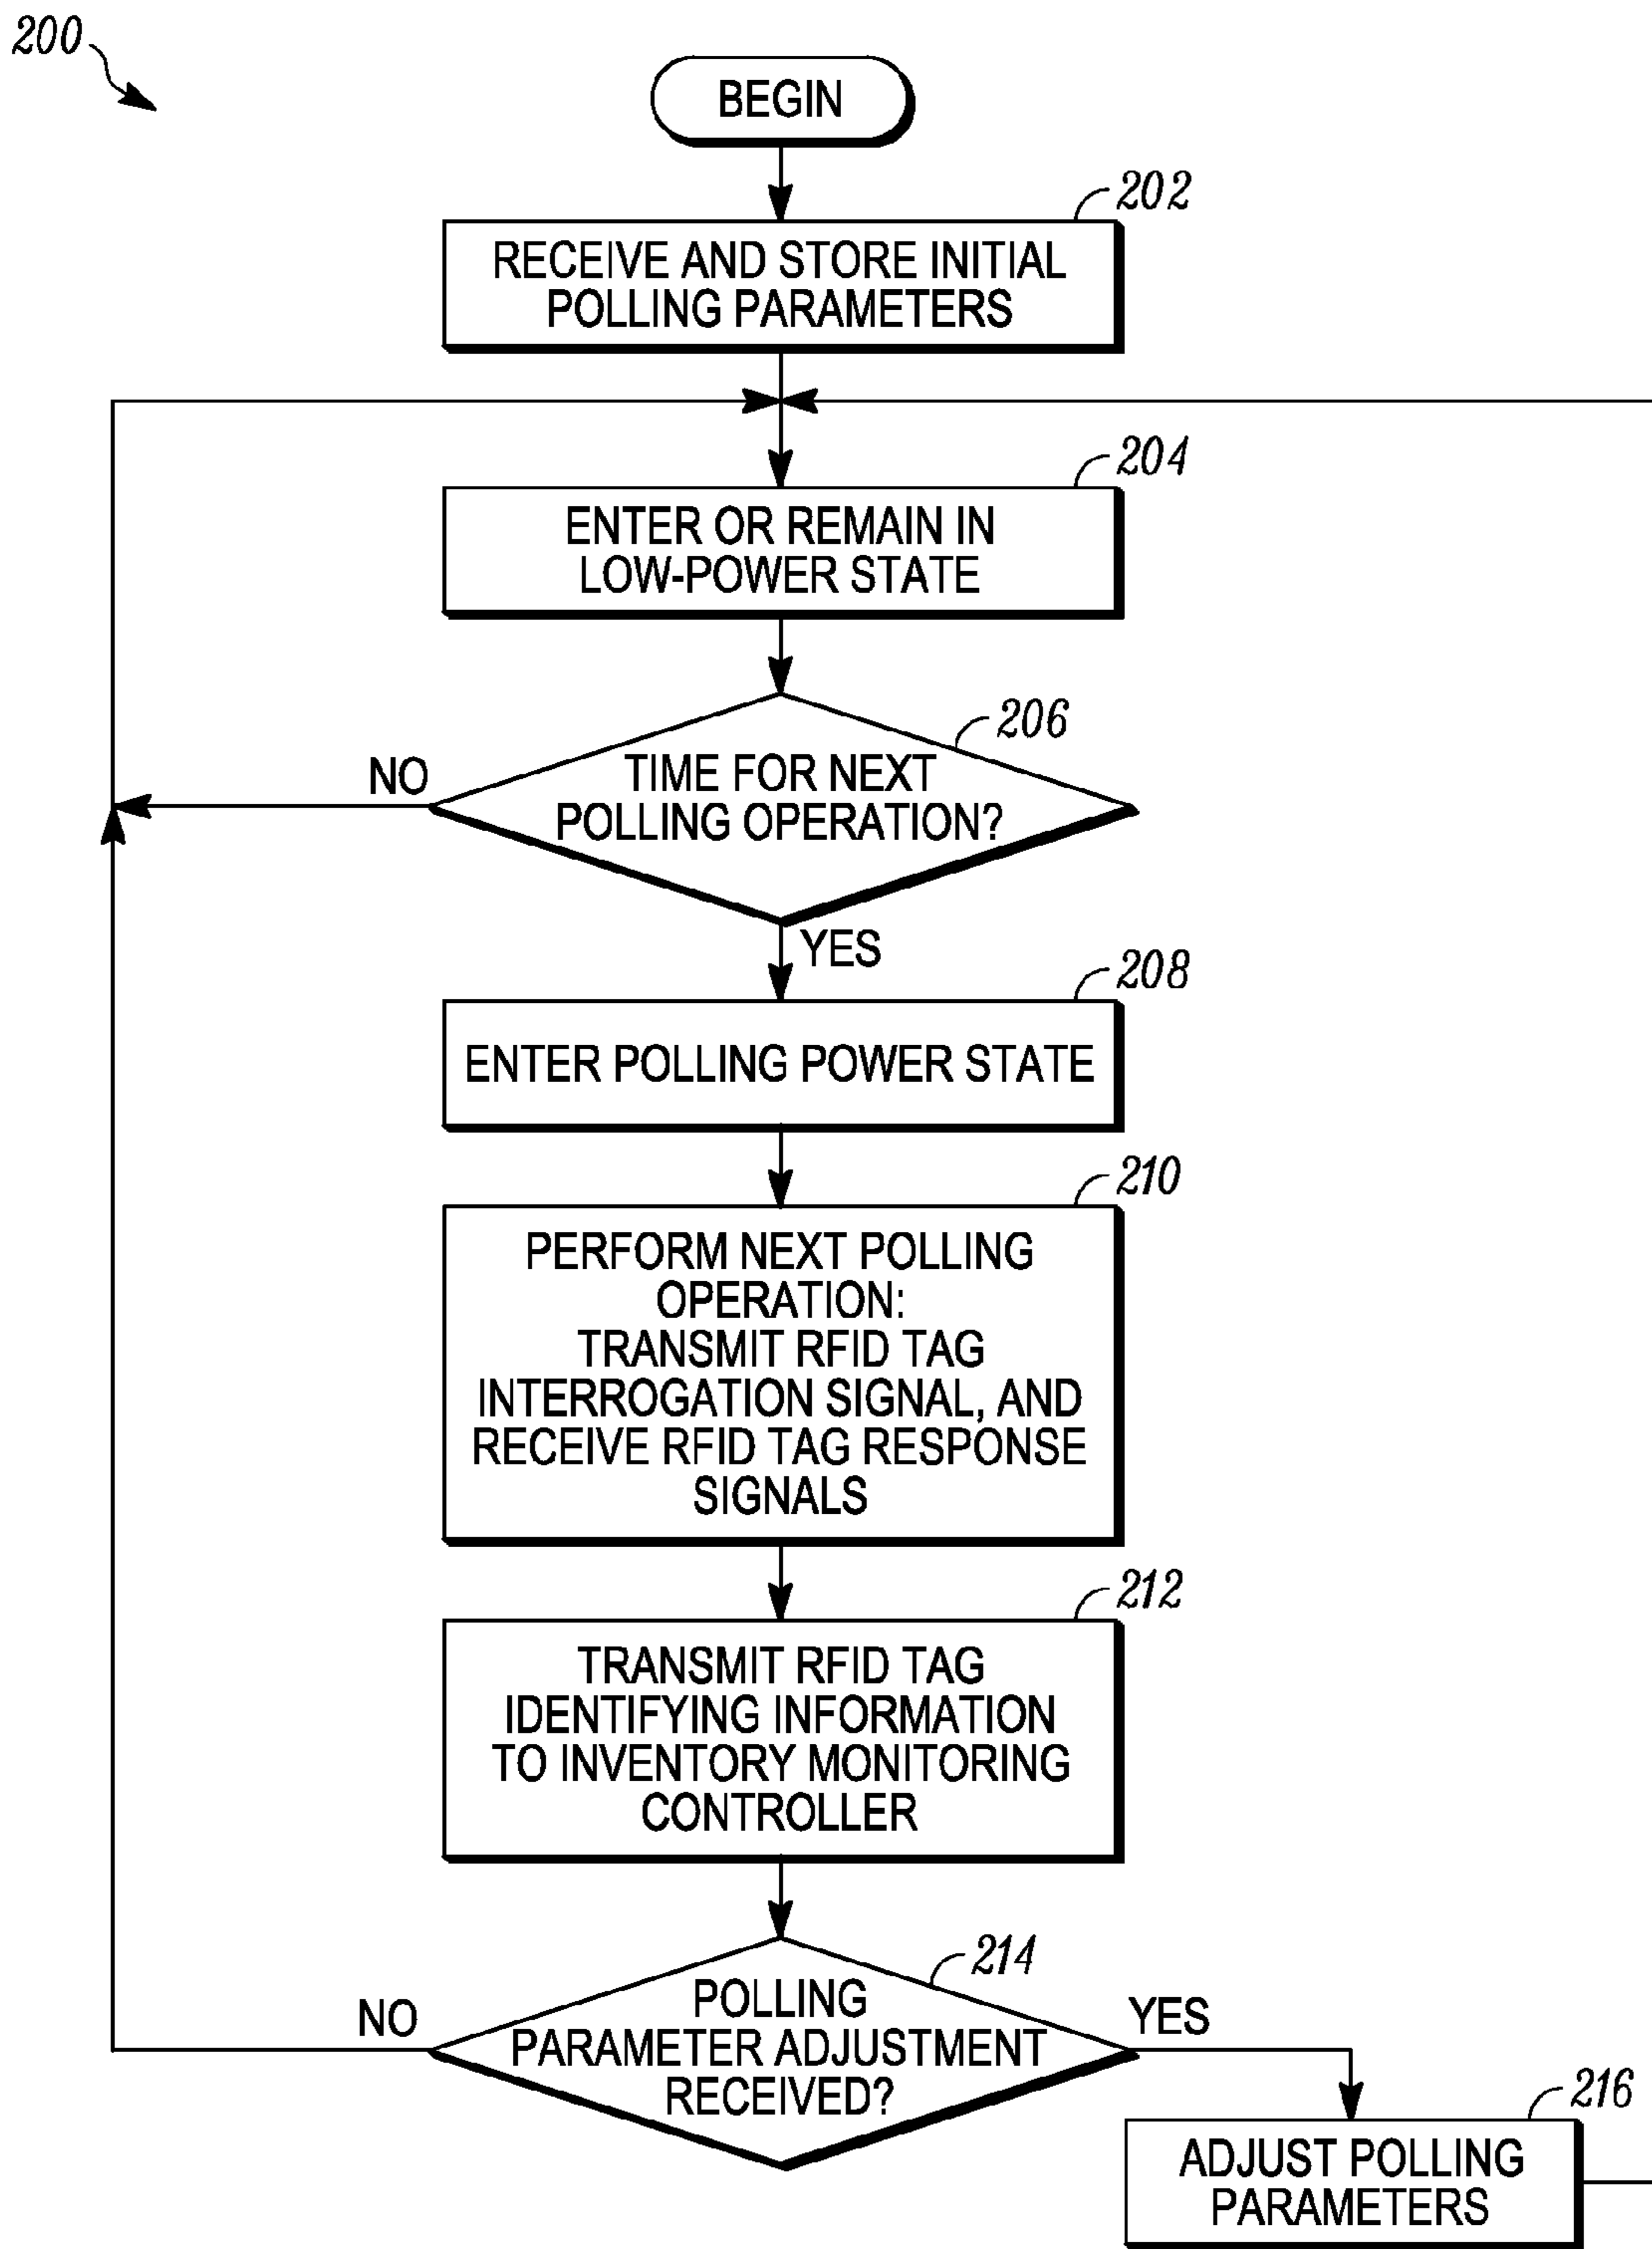 200
BEGIN
202
RECEIVE AND STORE INITIAL
POLLING PARAMETERS
204
ENTER OR REMAIN IN
LOW-POWER STATE
206
TIME FOR NEXT
POLLING OPERATION?
NO
YES
208
ENTER POLLING POWER STATE
210
PERFORM NEXT POLLING
OPERATION:
TRANSMIT RFID TAG
INTERROGATION SIGNAL, AND
RECEIVE RFID TAG RESPONSE
SIGNALS
212
TRANSMIT RFID TAG
IDENTIFYING INFORMATION
TO INVENTORY MONITORING
CONTROLLER
214
POLLING
PARAMETER ADJUSTMENT
RECEIVED?
NO
YES
216
ADJUST POLLING
PARAMETERS